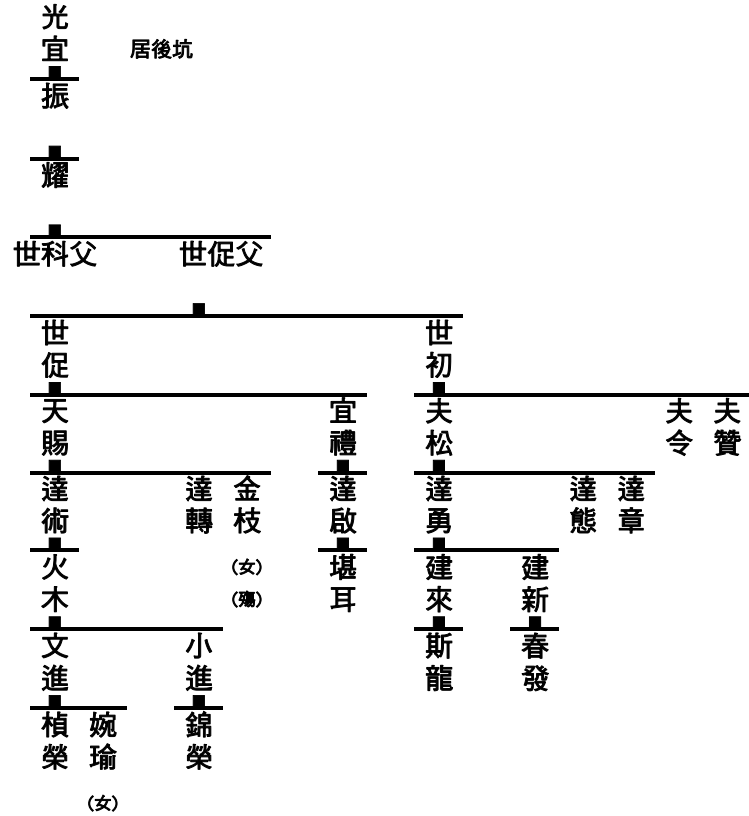 光宜 居後坑
振
耀
世科父 世促父
世促 世初
天賜 宜禮 夫松 夫令 夫贊
達術 達轉 金枝（女）（殤） 達啟 達勇 達態 達章
火木 堪耳 建來 建新
文進 小進 斯龍 春發
楨榮 婉瑜（女） 錦榮